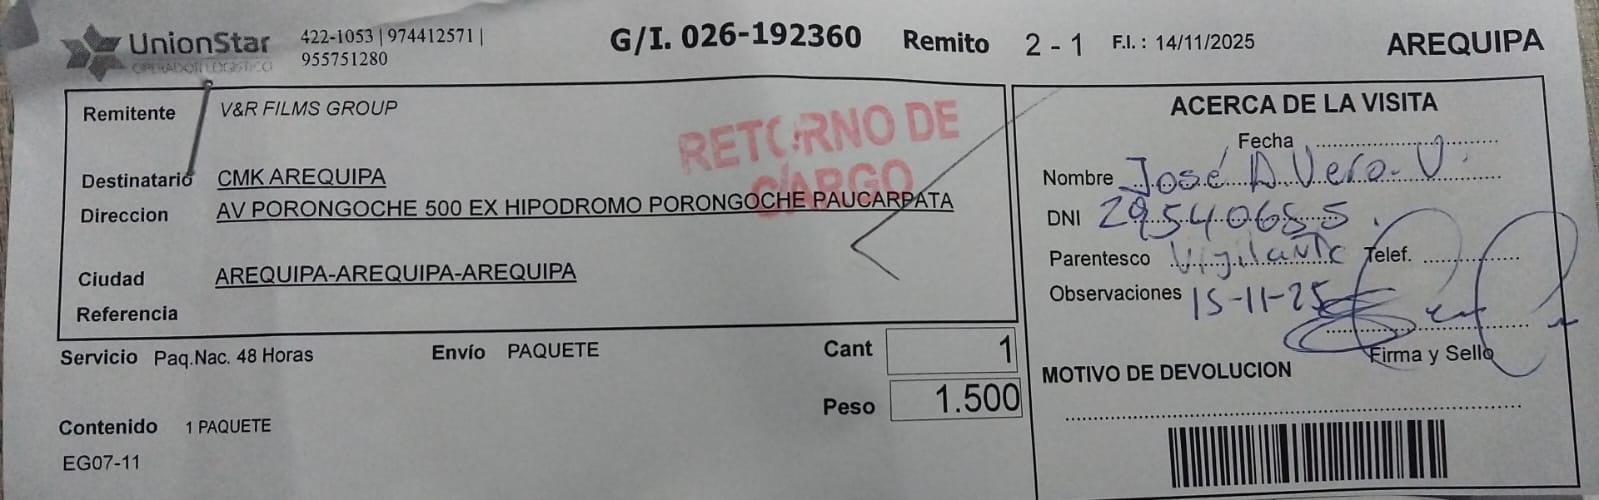 UnionStar
OPERADOR LOGISTICO
422-1053 | 974412571 |
955751280
G/I. 026-192360 Remito 2 - 1 F.I. : 14/11/2025 AREQUIPA
Remitente V&R FILMS GROUP
RETORNO DE
CARGO
Destinatario CMK AREQUIPA
Direccion AV PORONGOCHE 500 EX HIPODROMO PORONGOCHE PAUCARPATA
Ciudad AREQUIPA-AREQUIPA-AREQUIPA
Referencia
Servicio Paq.Nac. 48 Horas Envío PAQUETE Cant 1
Peso 1.500
Contenido 1 PAQUETE
EG07-11
ACERCA DE LA VISITA
Fecha
Nombre José A. Vera. V.
DNI 29540685.
Parentesco Vigilante Telef.
Observaciones 15-11-25
Firma y Sello
MOTIVO DE DEVOLUCION